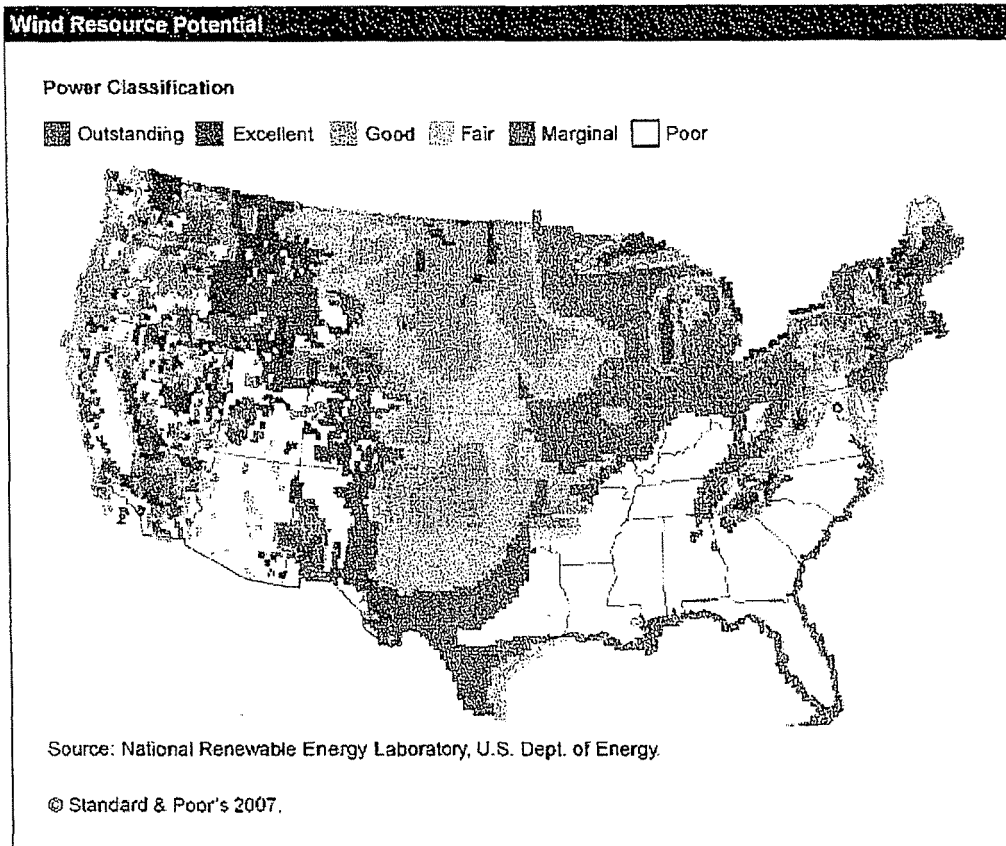 Wind Resource Potential
Power Classification
Outstanding Excellent Good Fair Marginal Poor
Source: National Renewable Energy Laboratory, U.S. Dept. of Energy.
© Standard & Poor's 2007.